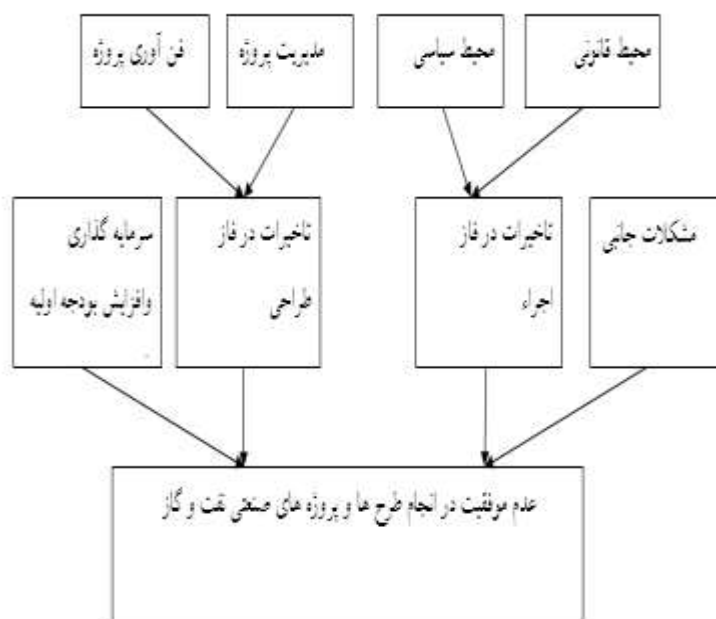 محیط قانونی
محیط سیاسی
مدیریت پروژه
فن آوری پروژه
مشکلات جانبی
تاخیرات در فاز
اجراء
تاخیرات در فاز
طراحی
سرمایه گذاری
وافزایش بودجه اولیه
.
عدم موفقیت در انجام طرح ها و پروژه های صنعتی نفت و گاز